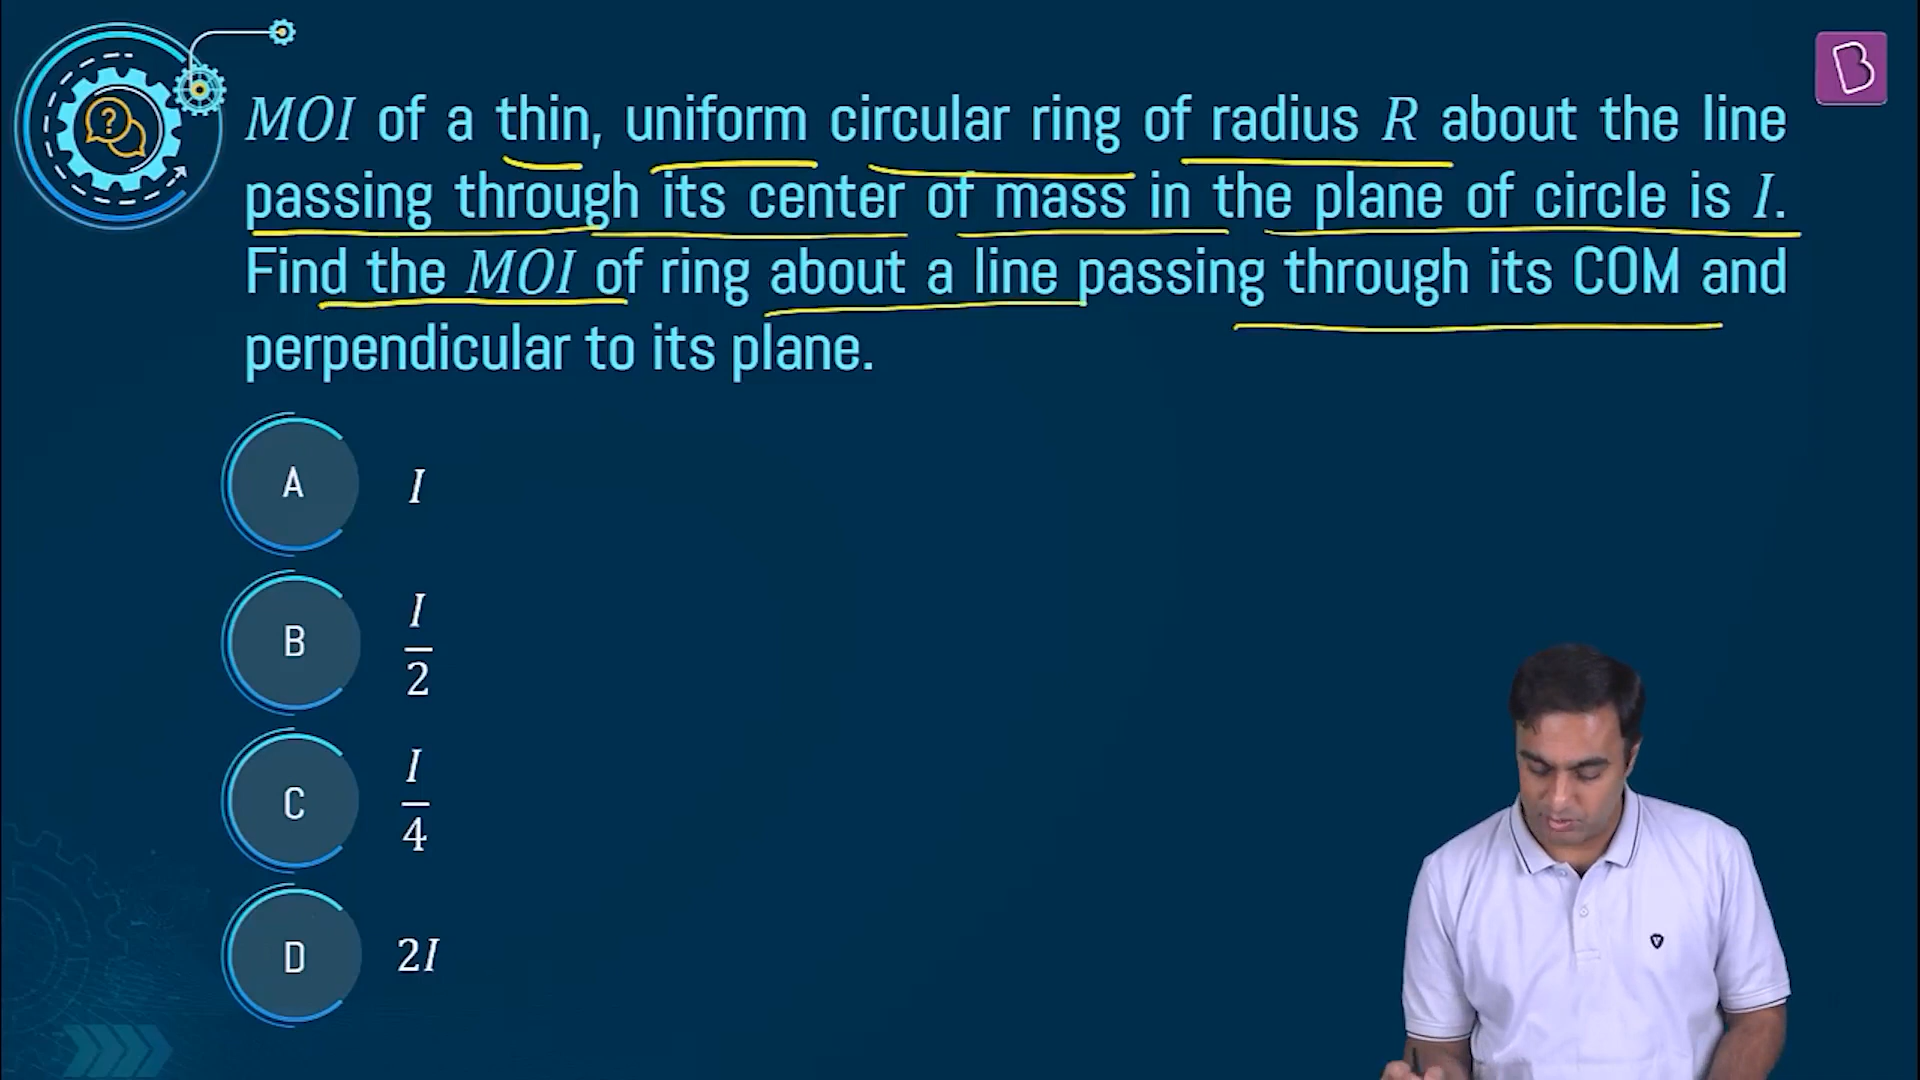 MOI of a thin, uniform circular ring of radius R about the line
passing through its center of mass in the plane of circle is I.
Find the MOI of ring about a line passing through its COM and
perpendicular to its plane.
A I
B I/2
C I/4
D 2I